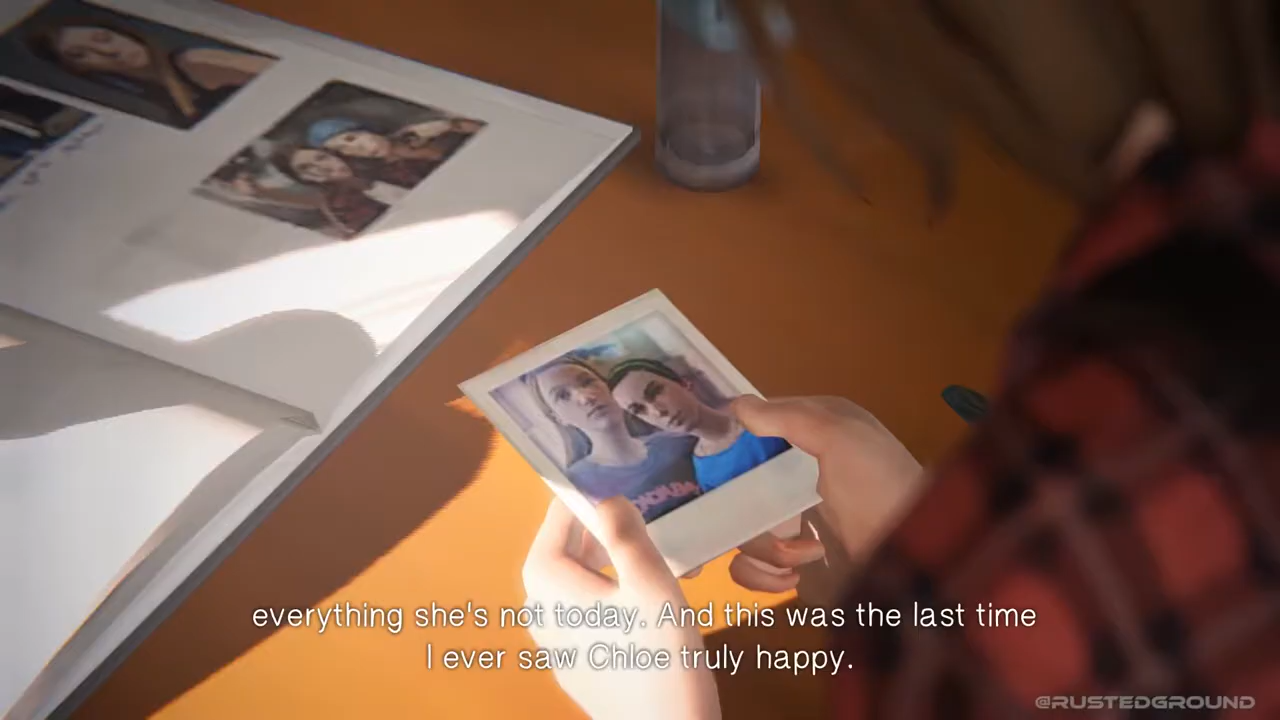 everything she's not today. And this was the last time
I ever saw Chloe truly happy.
@RUSTEDGROUND